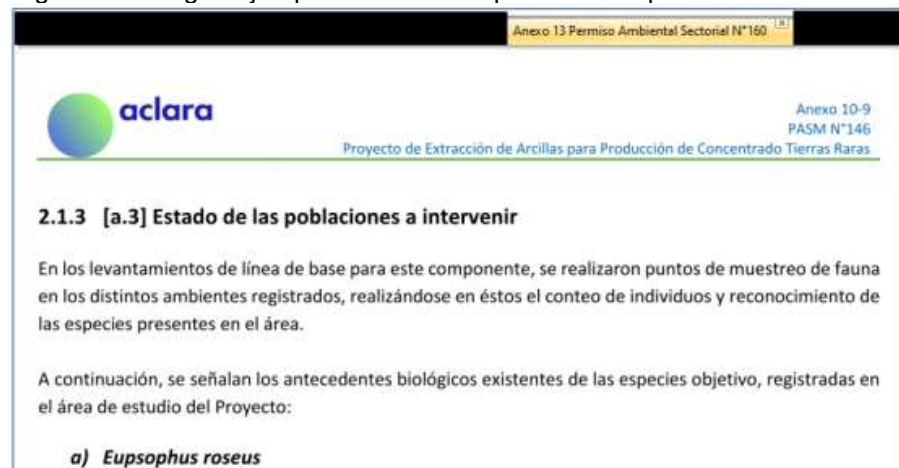 Anexo 13 Permiso Ambiental Sectorial N°160
aclara
Anexo 10-9
PASM N°146
Proyecto de Extracción de Arcillas para Producción de Concentrado Tierras Raras
2.1.3 [a.3] Estado de las poblaciones a intervenir
En los levantamientos de línea de base para este componente, se realizaron puntos de muestreo de fauna
en los distintos ambientes registrados, realizándose en éstos el conteo de individuos y reconocimiento de
las especies presentes en el área.
A continuación, se señalan los antecedentes biológicos existentes de las especies objetivo, registradas en
el área de estudio del Proyecto:
a) Eupsophus roseus